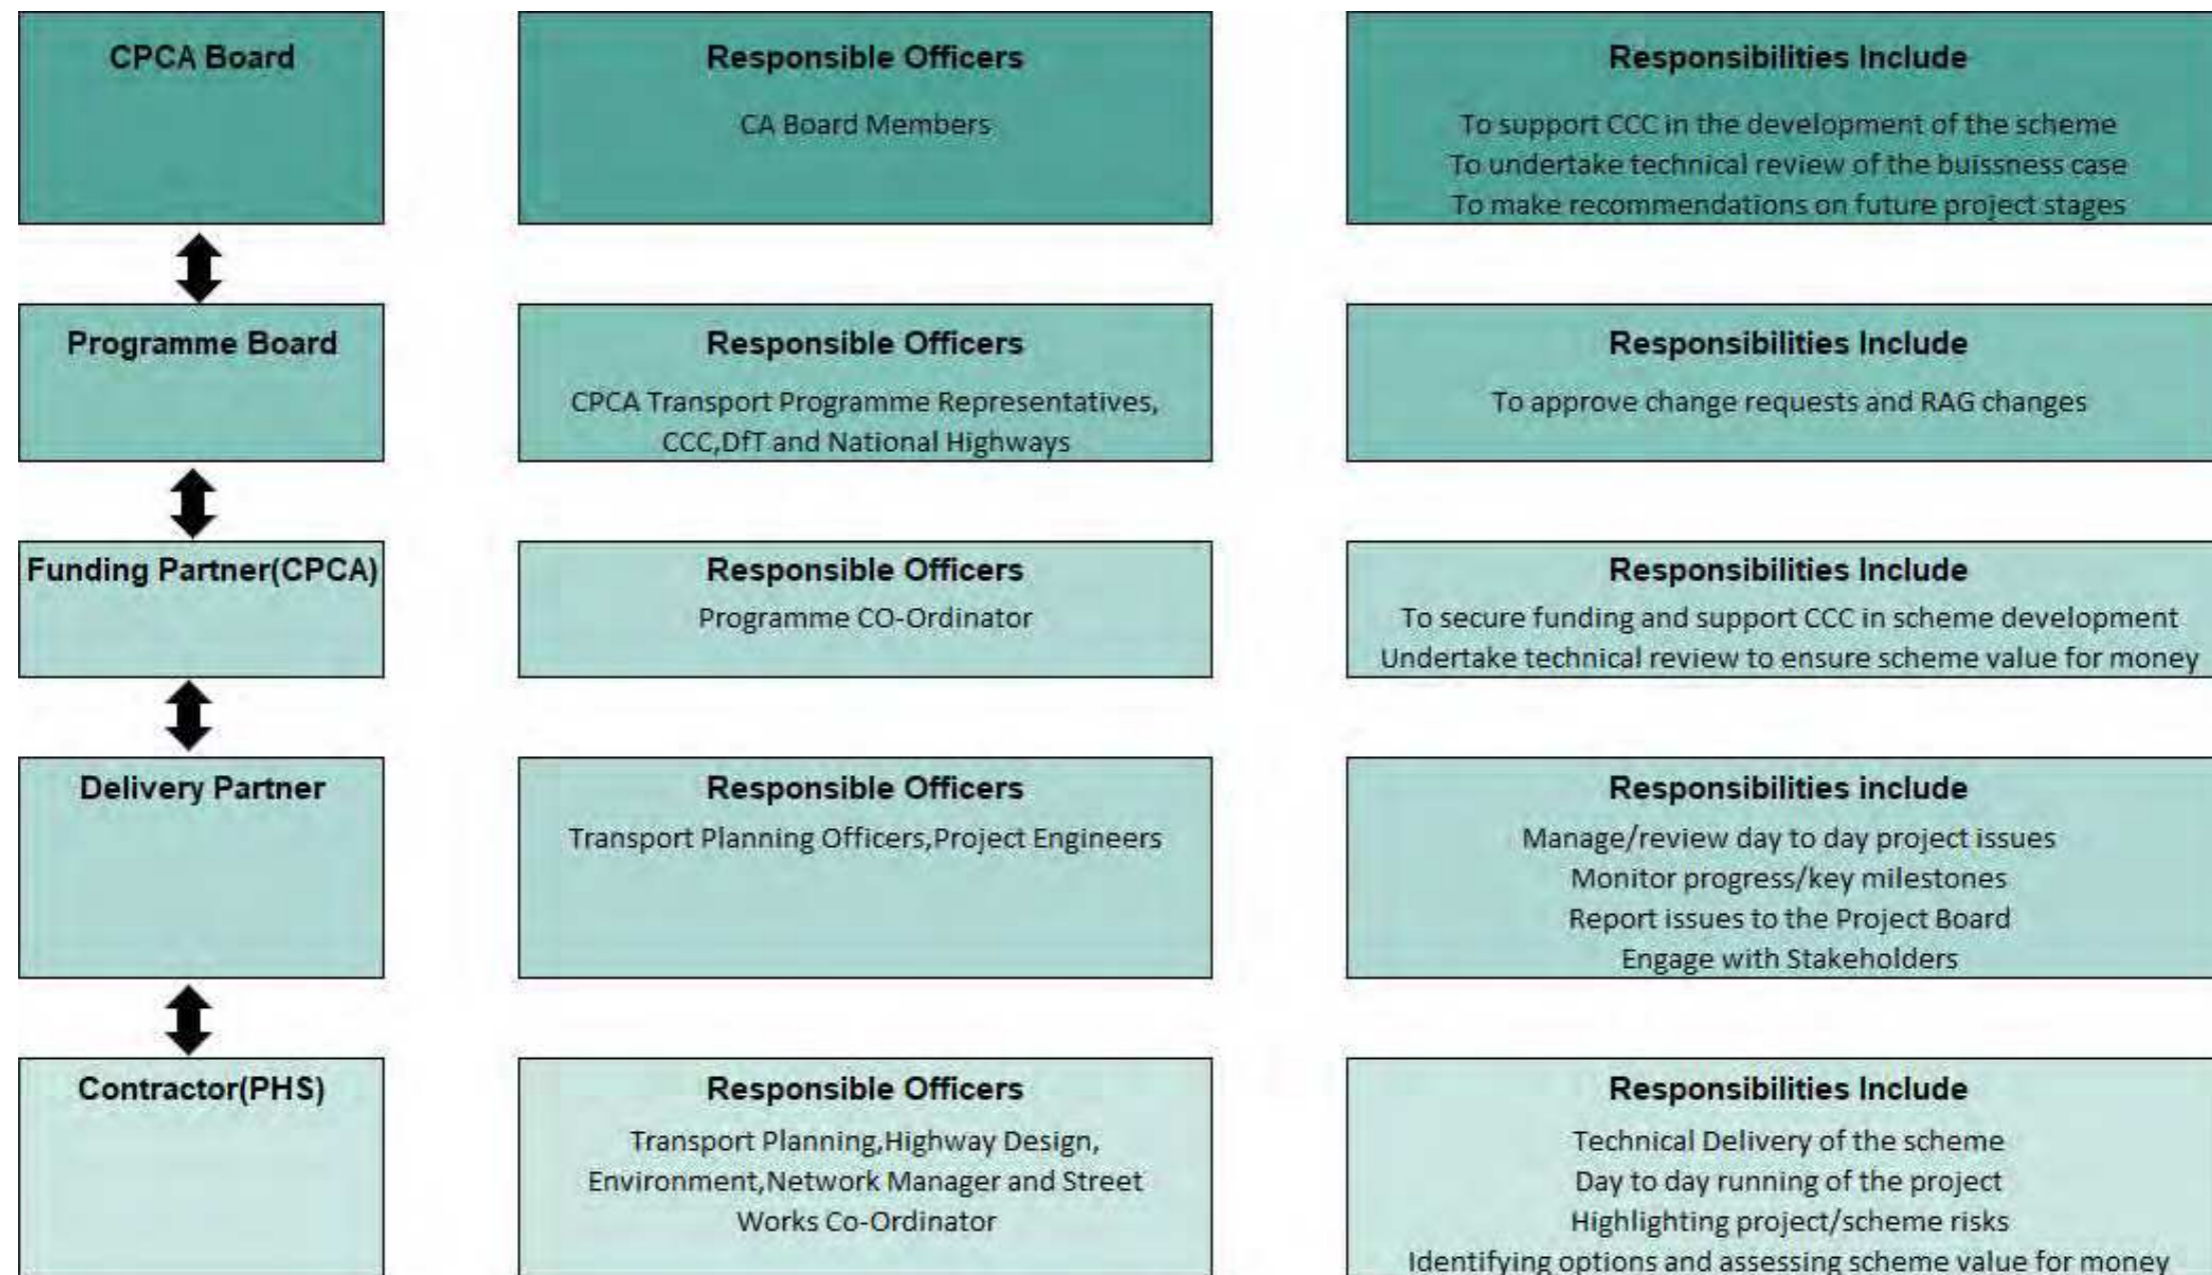 CPCA Board
Responsible Officers
CA Board Members
Responsibilities Include
To support CCC in the development of the scheme
To undertake technical review of the buissness case
To make recommendations on future project stages
Programme Board
Responsible Officers
CPCA Transport Programme Representatives,
CCC,DfT and National Highways
Responsibilities Include
To approve change requests and RAG changes
Funding Partner(CPCA)
Responsible Officers
Programme CO-Ordinator
Responsibilities Include
To secure funding and support CCC in scheme development
Undertake technical review to ensure scheme value for money
Delivery Partner
Responsible Officers
Transport Planning Officers,Project Engineers
Responsibilities include
Manage/review day to day project issues
Monitor progress/key milestones
Report issues to the Project Board
Engage with Stakeholders
Contractor(PHS)
Responsible Officers
Transport Planning,Highway Design,
Environment,Network Manager and Street
Works Co-Ordinator
Responsibilities Include
Technical Delivery of the scheme
Day to day running of the project
Highlighting project/scheme risks
Identifying options and assessing scheme value for money